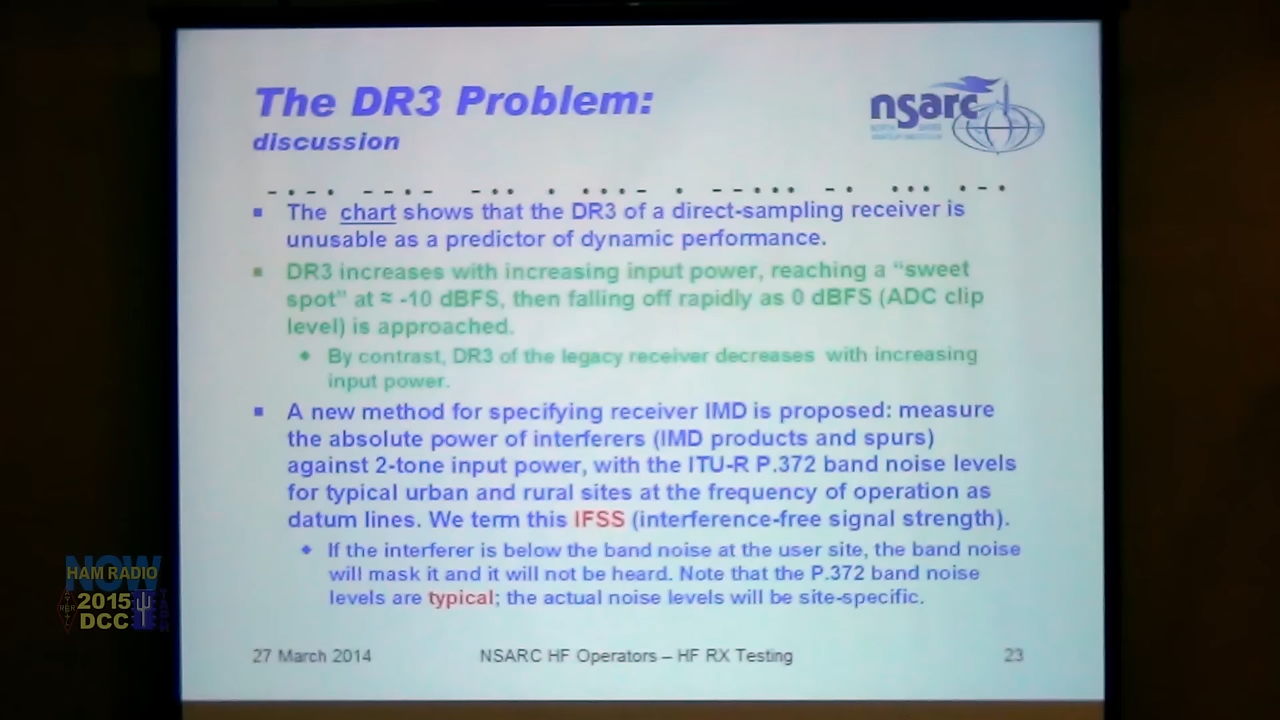 The DR3 Problem:
discussion
nsarc
The chart shows that the DR3 of a direct-sampling receiver is
unusable as a predictor of dynamic performance.
DR3 increases with increasing input power, reaching a “sweet
spot” at ≈ -10 dBFS, then falling off rapidly as 0 dBFS (ADC clip
level) is approached.
By contrast, DR3 of the legacy receiver decreases with increasing
input power.
A new method for specifying receiver IMD is proposed: measure
the absolute power of interferers (IMD products and spurs)
against 2-tone input power, with the ITU-R P.372 band noise levels
for typical urban and rural sites at the frequency of operation as
datum lines. We term this IFSS (interference-free signal strength).
If the interferer is below the band noise at the user site, the band noise
will mask it and it will not be heard. Note that the P.372 band noise
levels are typical; the actual noise levels will be site-specific.
NOW
HAM RADIO
2015
DCC
27 March 2014
NSARC HF Operators – HF RX Testing
23